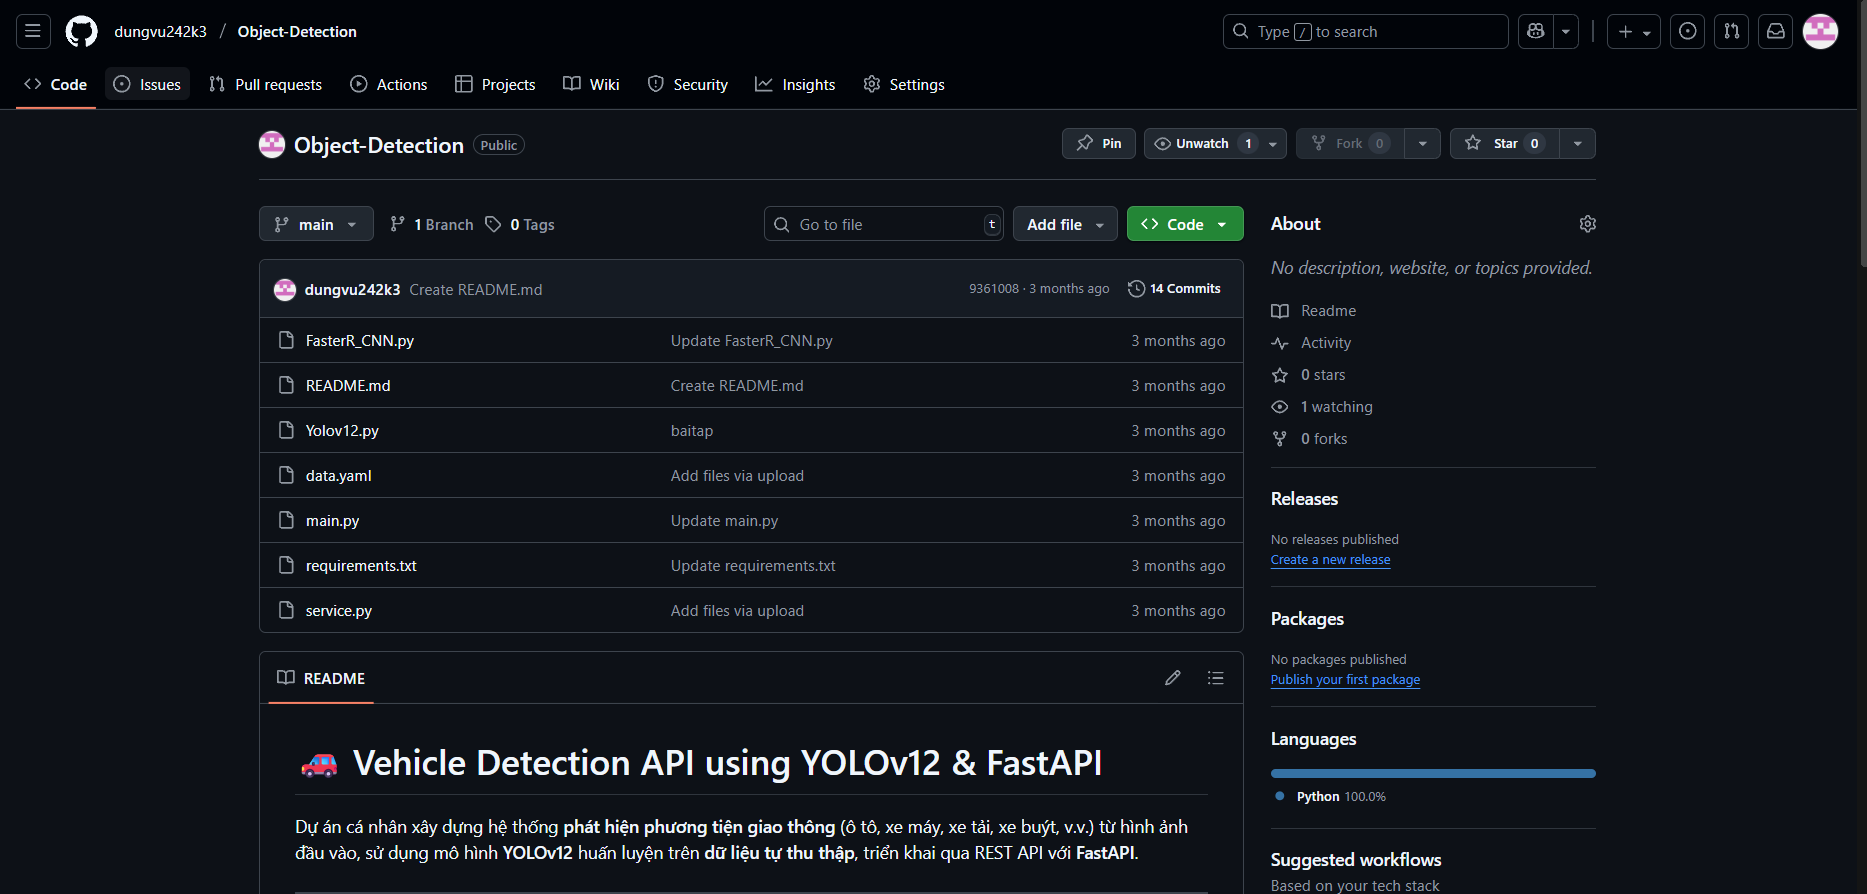 dungvu242k3 / Object-Detection
Type / to search
Code Issues Pull requests Actions Projects Wiki Security Insights Settings
Object-Detection Public
Pin Unwatch 1 Fork 0 Star 0
main 1 Branch 0 Tags Go to file t Add file Code
dungvu242k3 Create README.md 9361008 · 3 months ago 14 Commits
FasterR_CNN.py Update FasterR_CNN.py 3 months ago
README.md Create README.md 3 months ago
Yolov12.py baitap 3 months ago
data.yaml Add files via upload 3 months ago
main.py Update main.py 3 months ago
requirements.txt Update requirements.txt 3 months ago
service.py Add files via upload 3 months ago
README
Vehicle Detection API using YOLOv12 & FastAPI
Dự án cá nhân xây dựng hệ thống phát hiện phương tiện giao thông (ô tô, xe máy, xe tải, xe buýt, v.v.) từ hình ảnh
đầu vào, sử dụng mô hình YOLOv12 huấn luyện trên dữ liệu tự thu thập, triển khai qua REST API với FastAPI.
About
No description, website, or topics provided.
Readme
Activity
0 stars
1 watching
0 forks
Releases
No releases published
Create a new release
Packages
No packages published
Publish your first package
Languages
Python 100.0%
Suggested workflows
Based on your tech stack